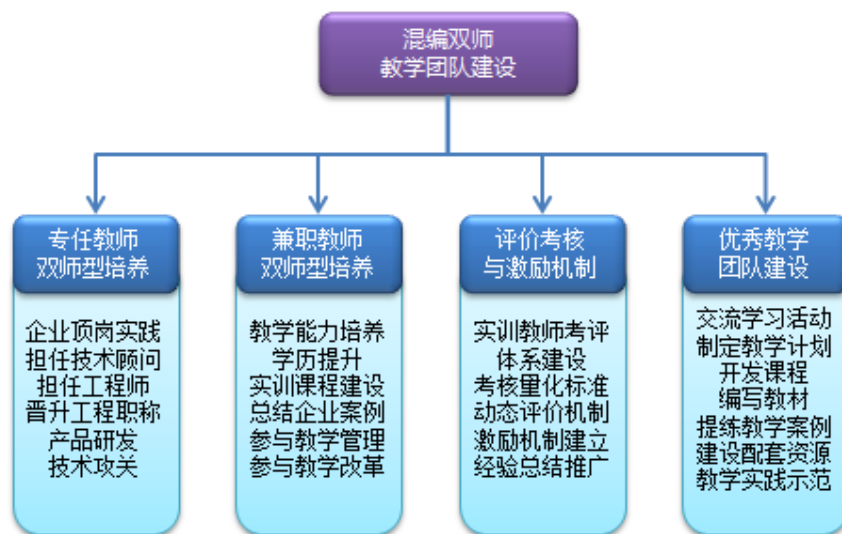 混编双师
教学团队建设
专任教师
双师型培养
企业顶岗实践
担任技术顾问
担任工程师
晋升工程职称
产品研发
技术攻关
兼职教师
双师型培养
教学能力培养
学历提升
实训课程建设
总结企业案例
参与教学管理
参与教学改革
评价考核
与激励机制
实训教师考评
体系建设
考核量化标准
动态评价机制
激励机制建立
经验总结推广
优秀教学
团队建设
交流学习活动
制定教学计划
开发课程
编写教材
提练教学案例
建设配套资源
教学实践示范